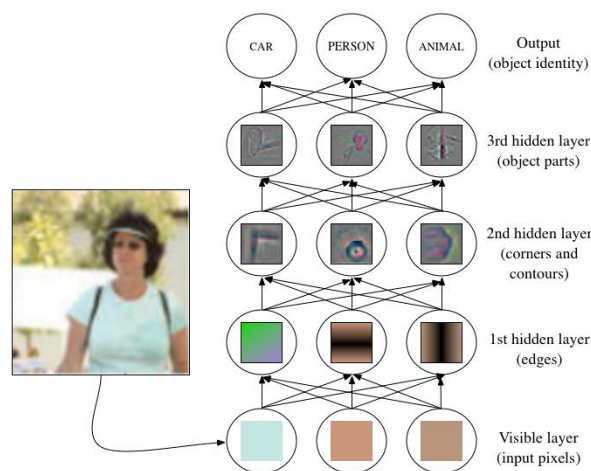 CAR
PERSON
ANIMAL
Output
(object identity)
3rd hidden layer
(object parts)
2nd hidden layer
(corners and
contours)
1st hidden layer
(edges)
Visible layer
(input pixels)